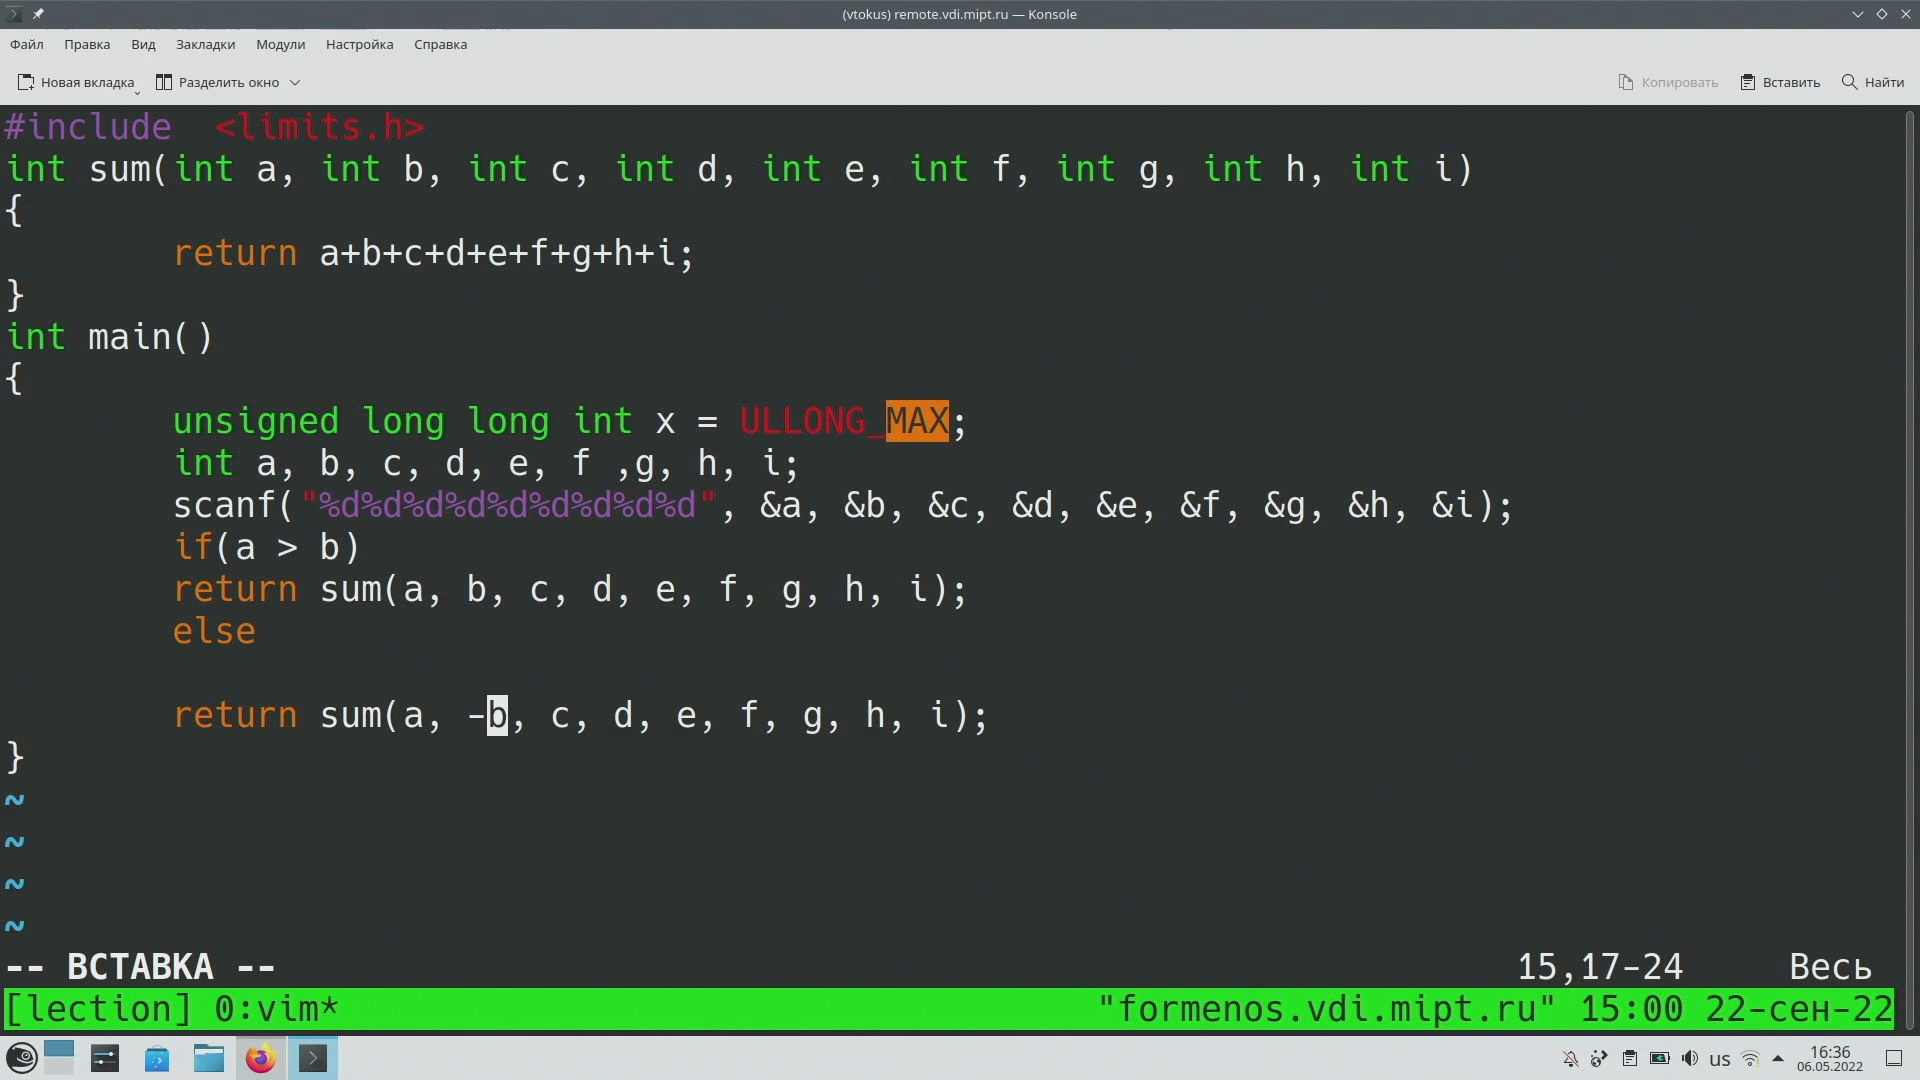 (vtokus) remote.vdi.mipt.ru — Konsole
Файл Правка Вид Закладки Модули Настройка Справка
Новая вкладка Разделить окно Копировать Вставить Найти
#include  <limits.h>
int sum(int a, int b, int c, int d, int e, int f, int g, int h, int i)
{
        return a+b+c+d+e+f+g+h+i;
}
int main()
{
        unsigned long long int x = ULLONG_MAX;
        int a, b, c, d, e, f ,g, h, i;
        scanf("%d%d%d%d%d%d%d%d%d", &a, &b, &c, &d, &e, &f, &g, &h, &i);
        if(a > b)
        return sum(a, b, c, d, e, f, g, h, i);
        else
        return sum(a, -b, c, d, e, f, g, h, i);
}
~
~
~
~
-- ВСТАВКА -- 15,17-24 Весь
[lection] 0:vim* "formenos.vdi.mipt.ru" 15:00 22-сен-22
us 16:36
06.05.2022